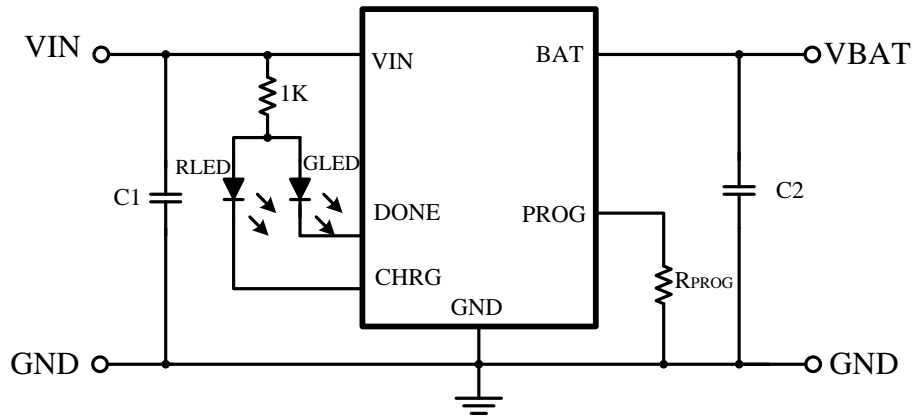 VIN
VIN
BAT
VBAT
1K
RLED
GLED
C1
C2
DONE
PROG
CHRG
RPROG
GND
GND
GND